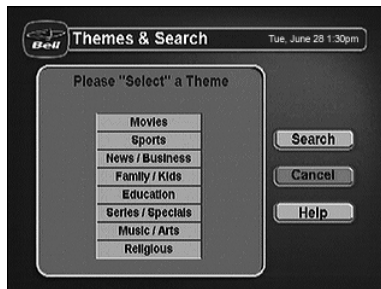 Bell
Themes & Search
Tue, June 28 1:30pm
Please "Select" a Theme
Movies
Sports
News / Business
Family / Kids
Education
Series / Specials
Music / Arts
Religious
Search
Cancel
Help